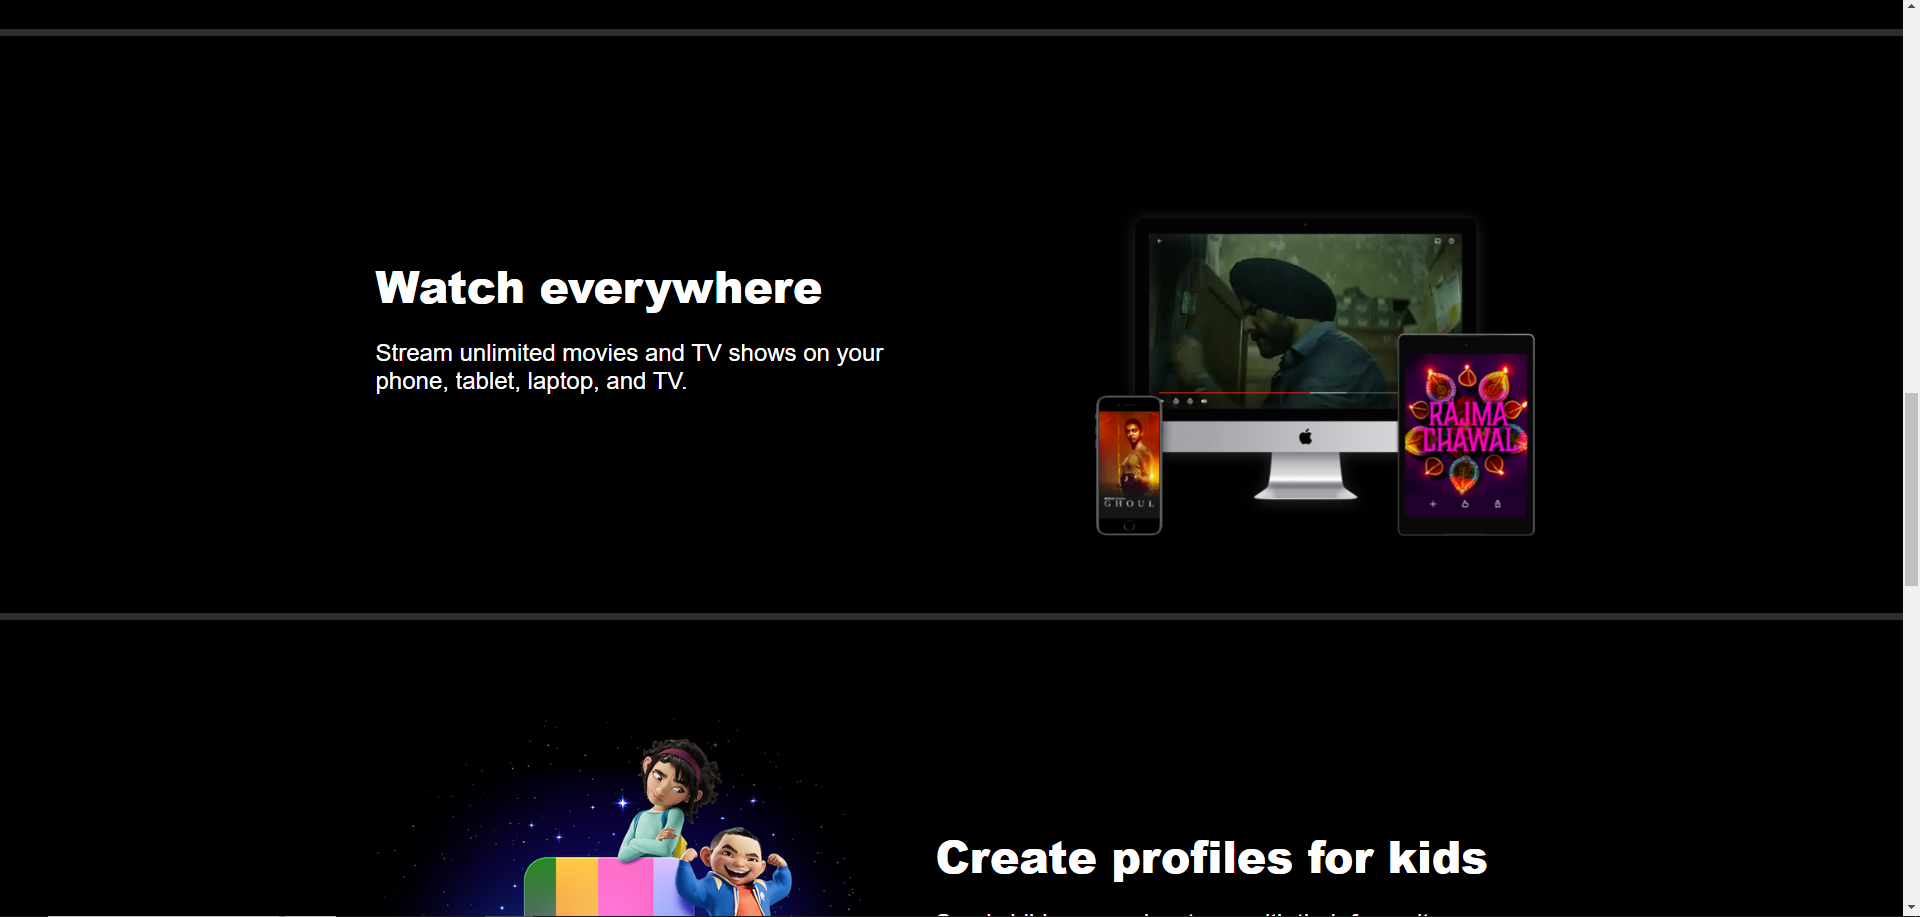 Watch everywhere
Stream unlimited movies and TV shows on your
phone, tablet, laptop, and TV.
RAJMA
CHAWAL
GHOUL
Create profiles for kids